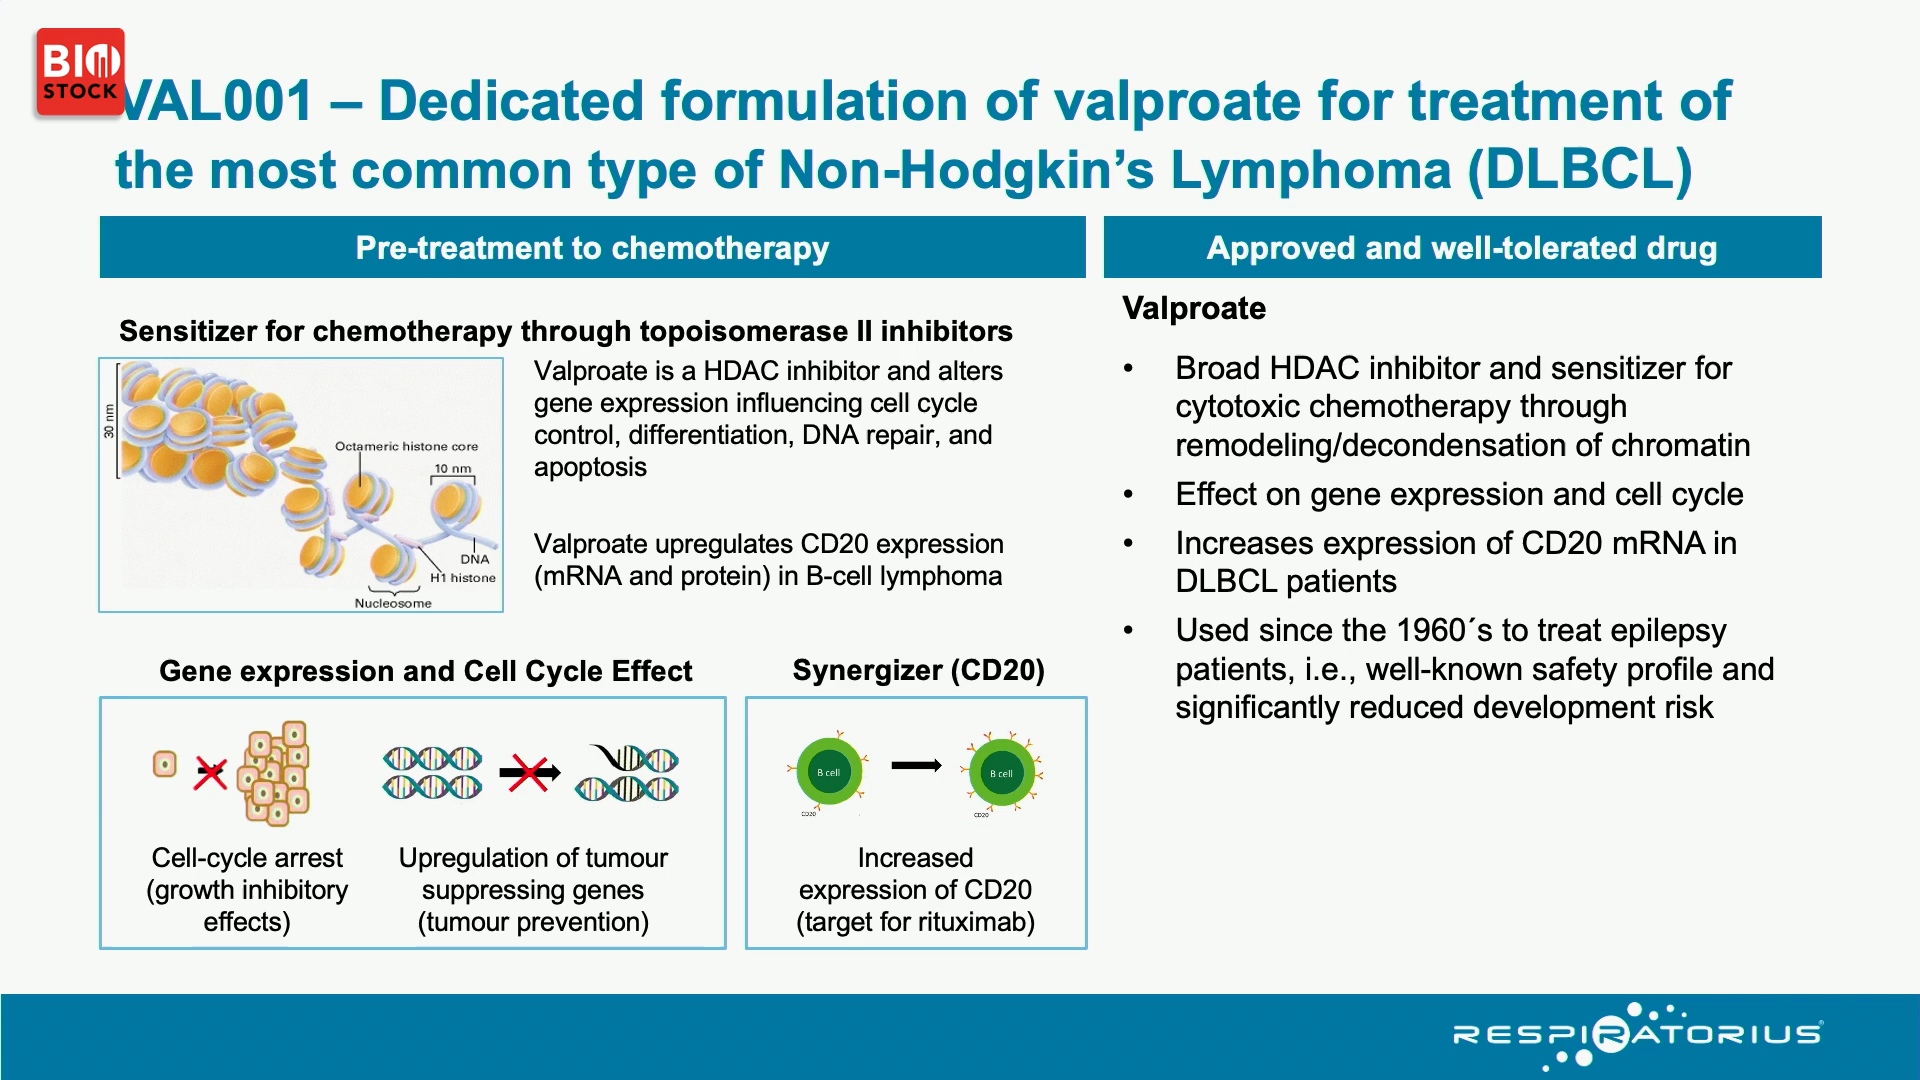 BIO
STOCK
VAL001 – Dedicated formulation of valproate for treatment of
the most common type of Non-Hodgkin’s Lymphoma (DLBCL)
Pre-treatment to chemotherapy
Sensitizer for chemotherapy through topoisomerase II inhibitors
30 nm
Octameric histone core
10 nm
DNA
H1 histone
Nucleosome
Valproate is a HDAC inhibitor and alters
gene expression influencing cell cycle
control, differentiation, DNA repair, and
apoptosis
Valproate upregulates CD20 expression
(mRNA and protein) in B-cell lymphoma
Gene expression and Cell Cycle Effect
Cell-cycle arrest
(growth inhibitory
effects)
Upregulation of tumour
suppressing genes
(tumour prevention)
Synergizer (CD20)
B cell
CD20
B cell
CD20
Increased
expression of CD20
(target for rituximab)
Approved and well-tolerated drug
Valproate
• Broad HDAC inhibitor and sensitizer for
cytotoxic chemotherapy through
remodeling/decondensation of chromatin
• Effect on gene expression and cell cycle
• Increases expression of CD20 mRNA in
DLBCL patients
• Used since the 1960´s to treat epilepsy
patients, i.e., well-known safety profile and
significantly reduced development risk
RESPIRATORIUS®